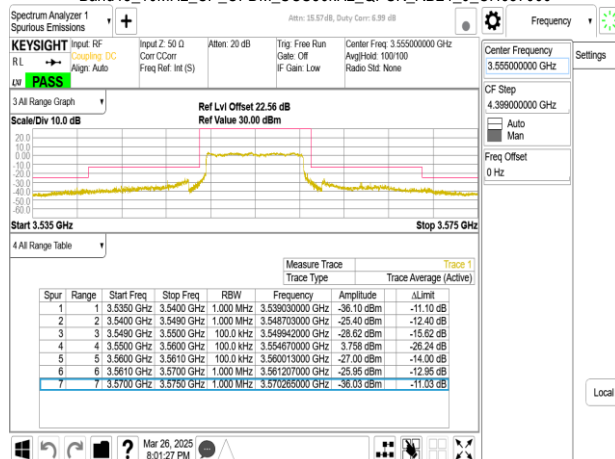 Spectrum Analyzer 1
Spurious Emissions
Attn: 15.57dB, Duty Corr: 6.99 dB
Frequency
Settings
KEYSIGHT
RL
Input: RF
Coupling: DC
Align: Auto
Input Z: 50 Ω
Corr CCorr
Freq Ref: Int (S)
Atten: 20 dB
Trig: Free Run
Gate: Off
IF Gain: Low
Center Freq: 3.555000000 GHz
Avg|Hold: 100/100
Radio Std: None
PASS
Center Frequency
3.555000000 GHz
CF Step
4.399000000 GHz
Auto
Man
Freq Offset
0 Hz
3 All Range Graph
Scale/Div 10.0 dB
Ref Lvl Offset 22.56 dB
Ref Value 30.00 dBm
20.0
10.0
0.00
-10.0
-20.0
-30.0
-40.0
-50.0
-60.0
Start 3.535 GHz
Stop 3.575 GHz
4 All Range Table
Measure Trace Trace 1
Trace Type Trace Average (Active)
Spur Range Start Freq Stop Freq RBW Frequency Amplitude ΔLimit
1 1 3.5350 GHz 3.5400 GHz 1.000 MHz 3.539030000 GHz -36.10 dBm -11.10 dB
2 2 3.5400 GHz 3.5490 GHz 1.000 MHz 3.548703000 GHz -25.40 dBm -12.40 dB
3 3 3.5490 GHz 3.5500 GHz 100.0 kHz 3.549942000 GHz -28.62 dBm -15.62 dB
4 4 3.5500 GHz 3.5600 GHz 100.0 kHz 3.554670000 GHz 3.758 dBm -26.24 dB
5 5 3.5600 GHz 3.5610 GHz 100.0 kHz 3.560013000 GHz -27.00 dBm -14.00 dB
6 6 3.5610 GHz 3.5700 GHz 1.000 MHz 3.561207000 GHz -25.95 dBm -12.95 dB
7 7 3.5700 GHz 3.5750 GHz 1.000 MHz 3.570265000 GHz -36.03 dBm -11.03 dB
Local
Mar 26, 2025
8:01:27 PM